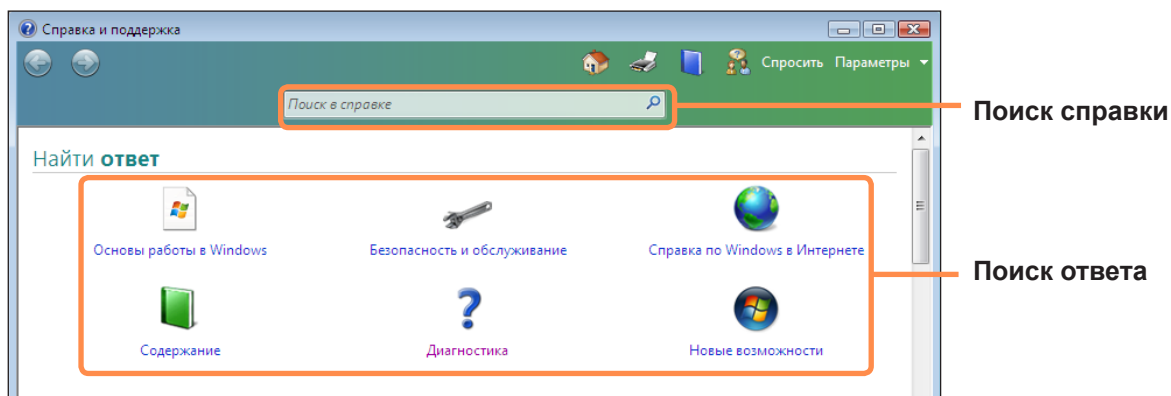 Справка и поддержка
Спросить Параметры
Поиск в справке
Поиск справки
Найти ответ
Основы работы в Windows Безопасность и обслуживание Справка по Windows в Интернете
Поиск ответа
Содержание Диагностика Новые возможности